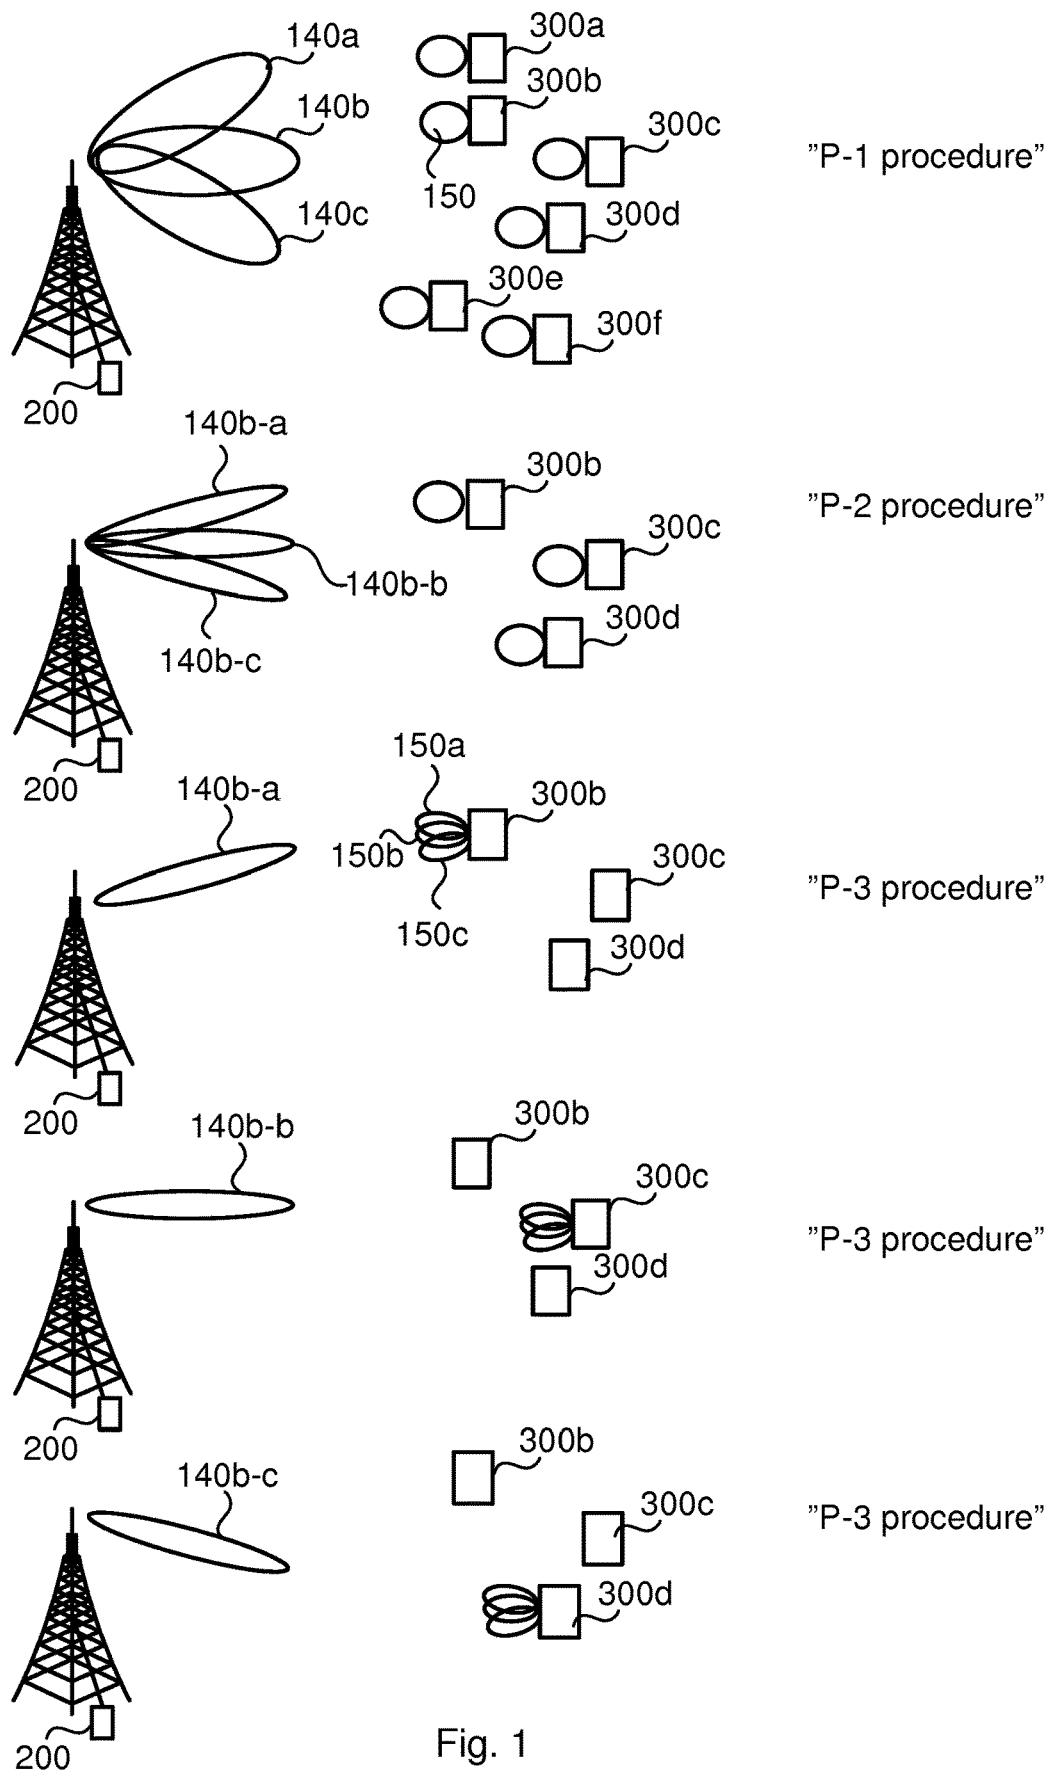 140a
300a
140b
300b
300c
"P-1 procedure"
150
140c
300d
300e
300f
200
140b-a
300b
"P-2 procedure"
300c
140b-b
300d
140b-c
200
150a
140b-a
300b
150b
300c
"P-3 procedure"
150c
300d
200
140b-b
300b
300c
"P-3 procedure"
300d
200
140b-c
300b
300c
"P-3 procedure"
300d
200
Fig. 1